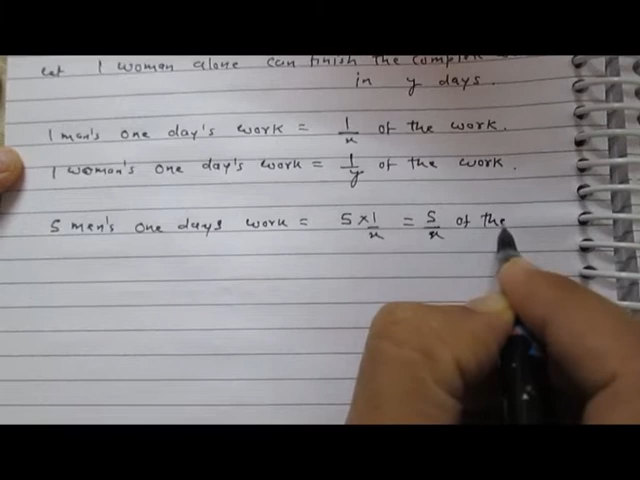 Let 1 woman alone can finish the complete
in y days.
1 man's one day's work = 1/x of the work.
1 woman's one day's work = 1/y of the work.
5 men's one days work = 5 × 1/x = 5/x of the